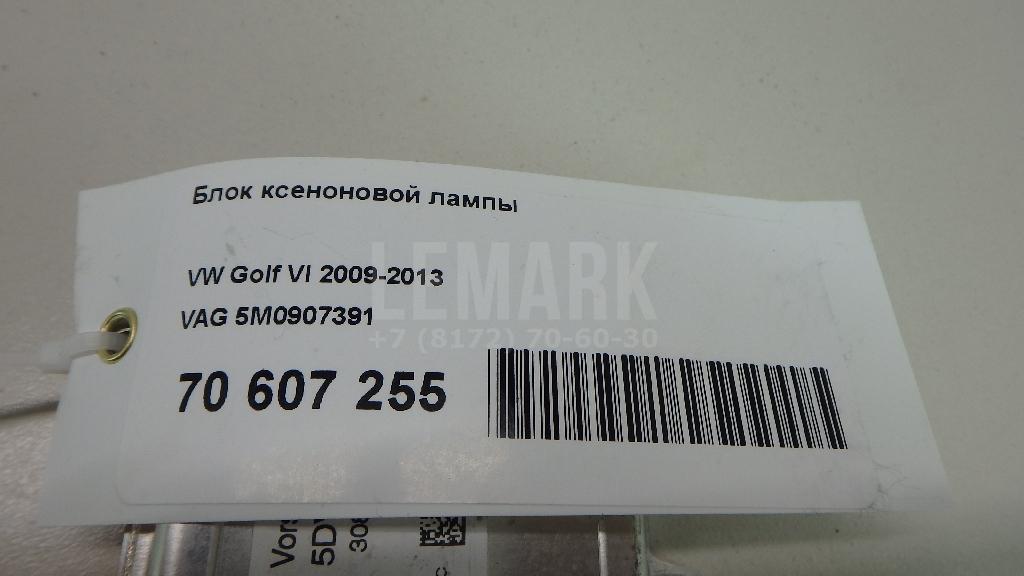 Блок ксеноновой лампы
VW Golf VI 2009-2013
VAG 5M0907391
70 607 255
LEMARK
+7 (8172) 70-60-30